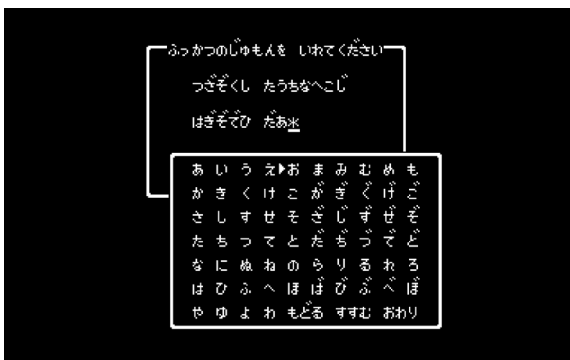 ふっかつのじゅもんを いれてください
つざぞくし たうちなへこじ
はぎぞでひ だあ*
あ い う え▶お ま み む め も
か き く け こ が ぎ ぐ げ ご
さ し す せ そ ざ じ ず ぜ ぞ
た ち つ て と だ ぢ づ で ど
な に ぬ ね の ら り る れ ろ
は ひ ふ へ ほ ば び ぶ べ ぼ
や ゆ よ わ もどる すすむ おわり